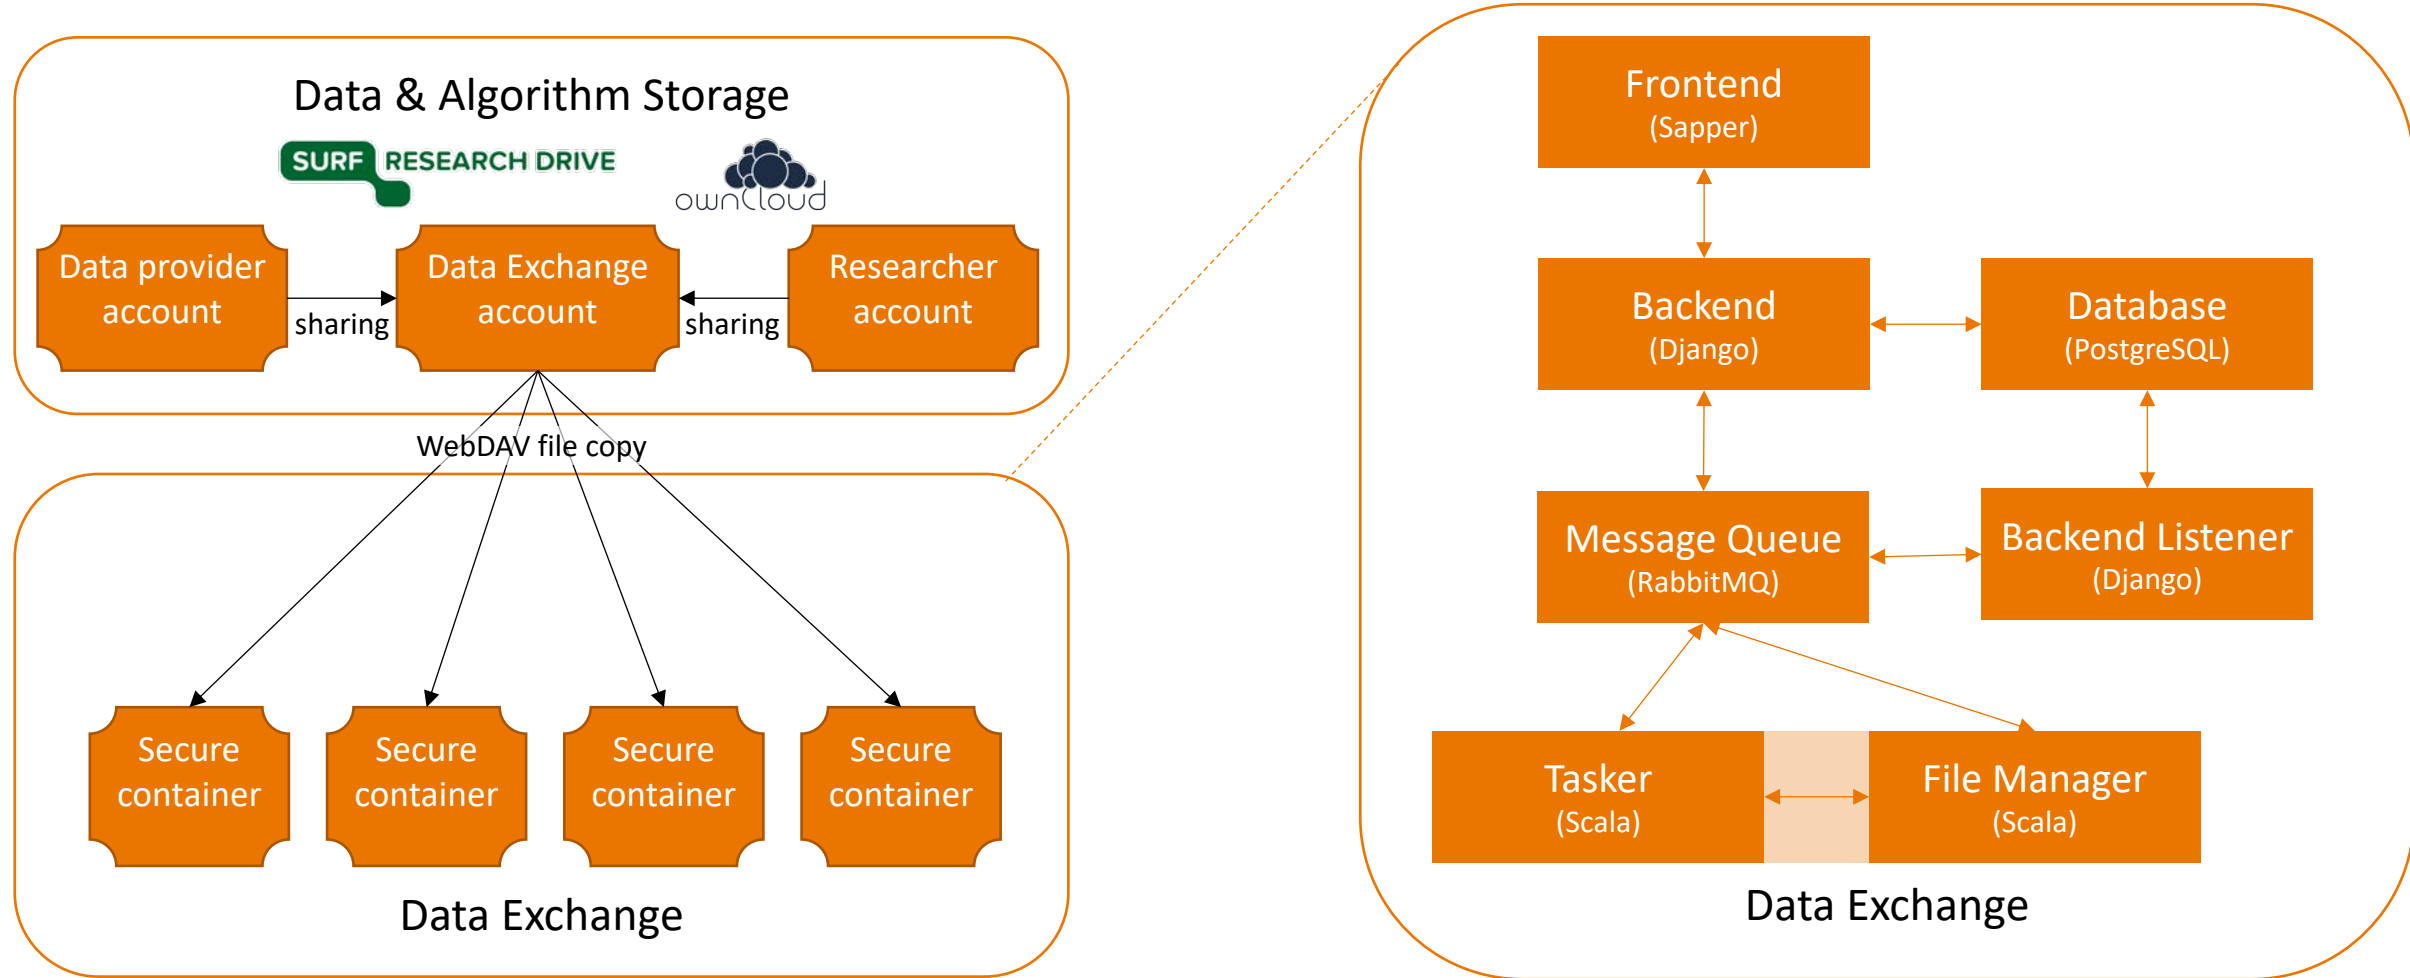 Data & Algorithm Storage
SURF RESEARCH DRIVE
ownCloud
Data provider
account
sharing
Data Exchange
account
sharing
Researcher
account
WebDAV file copy
Secure
container
Secure
container
Secure
container
Secure
container
Data Exchange
Frontend
(Sapper)
Backend
(Django)
Database
(PostgreSQL)
Message Queue
(RabbitMQ)
Backend Listener
(Django)
Tasker
(Scala)
File Manager
(Scala)
Data Exchange